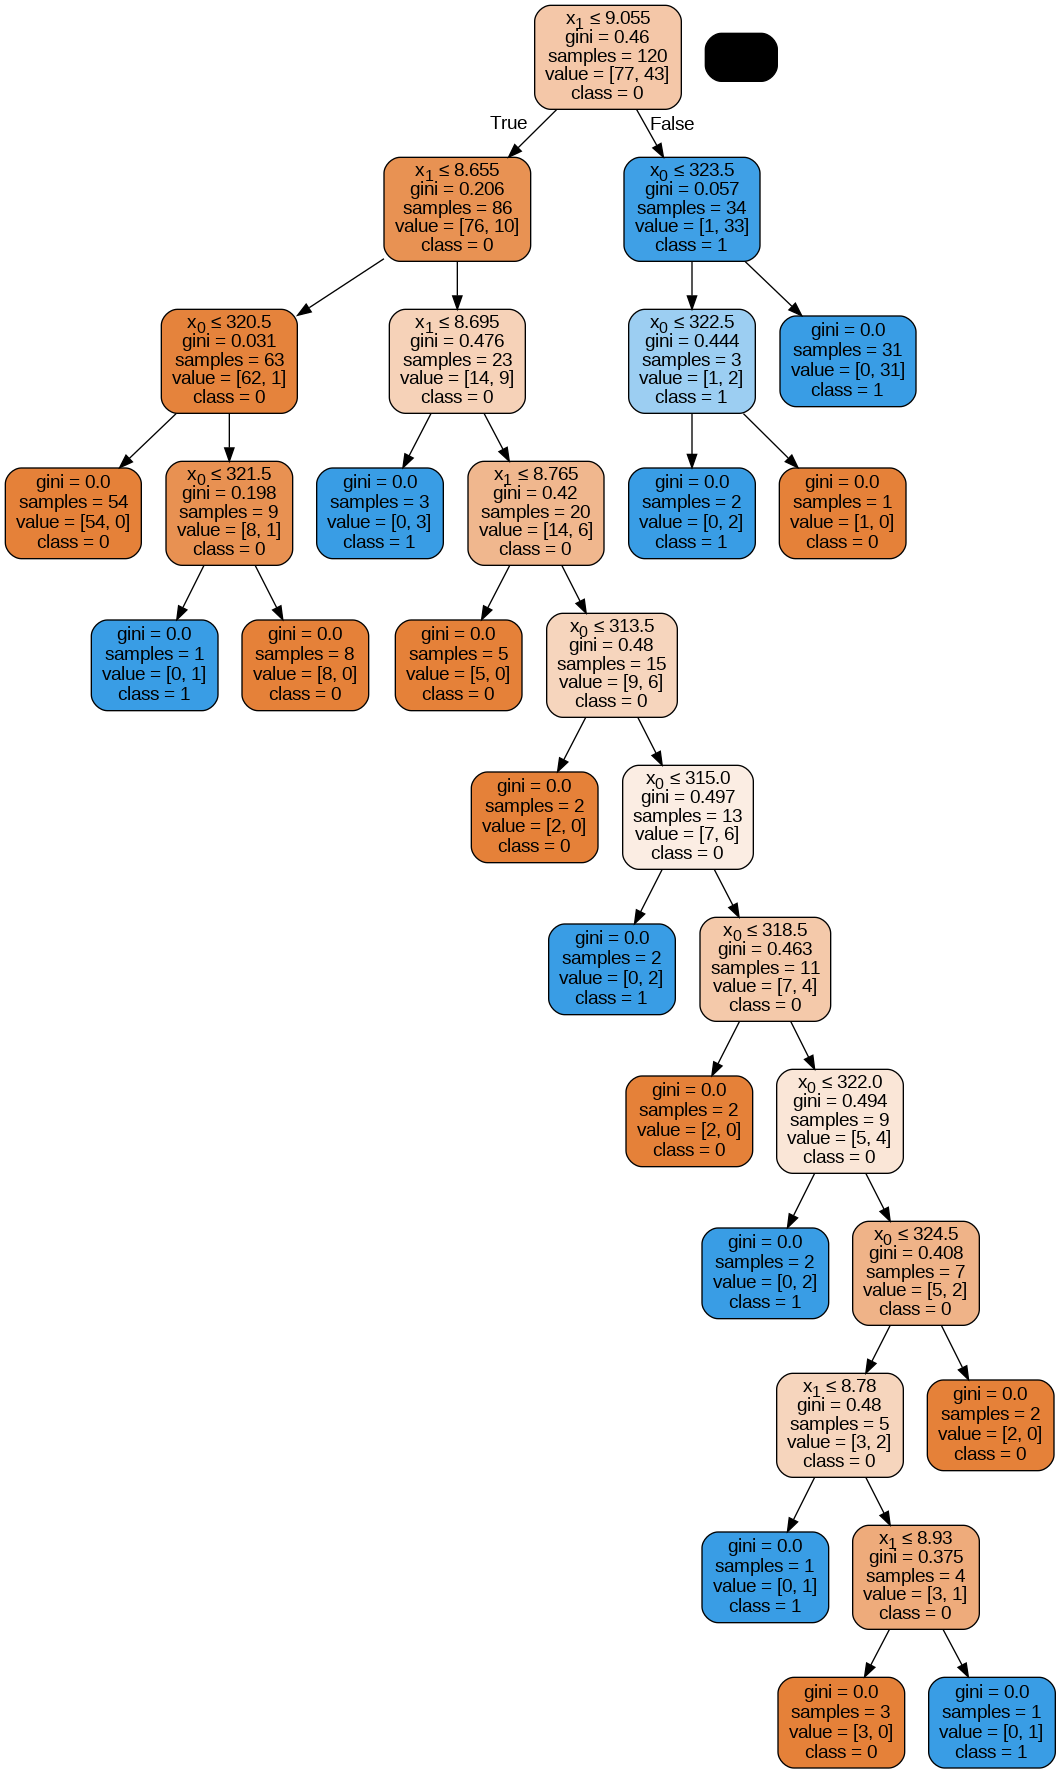 x₁ ≤ 9.055
gini = 0.46
samples = 120
value = [77, 43]
class = 0
True
False
x₁ ≤ 8.655
gini = 0.206
samples = 86
value = [76, 10]
class = 0
x₀ ≤ 323.5
gini = 0.057
samples = 34
value = [1, 33]
class = 1
x₀ ≤ 320.5
gini = 0.031
samples = 63
value = [62, 1]
class = 0
x₁ ≤ 8.695
gini = 0.476
samples = 23
value = [14, 9]
class = 0
x₀ ≤ 322.5
gini = 0.444
samples = 3
value = [1, 2]
class = 1
gini = 0.0
samples = 31
value = [0, 31]
class = 1
gini = 0.0
samples = 54
value = [54, 0]
class = 0
x₀ ≤ 321.5
gini = 0.198
samples = 9
value = [8, 1]
class = 0
gini = 0.0
samples = 3
value = [0, 3]
class = 1
x₁ ≤ 8.765
gini = 0.42
samples = 20
value = [14, 6]
class = 0
gini = 0.0
samples = 2
value = [0, 2]
class = 1
gini = 0.0
samples = 1
value = [1, 0]
class = 0
gini = 0.0
samples = 1
value = [0, 1]
class = 1
gini = 0.0
samples = 8
value = [8, 0]
class = 0
gini = 0.0
samples = 5
value = [5, 0]
class = 0
x₀ ≤ 313.5
gini = 0.48
samples = 15
value = [9, 6]
class = 0
gini = 0.0
samples = 2
value = [2, 0]
class = 0
x₀ ≤ 315.0
gini = 0.497
samples = 13
value = [7, 6]
class = 0
gini = 0.0
samples = 2
value = [0, 2]
class = 1
x₀ ≤ 318.5
gini = 0.463
samples = 11
value = [7, 4]
class = 0
gini = 0.0
samples = 2
value = [2, 0]
class = 0
x₀ ≤ 322.0
gini = 0.494
samples = 9
value = [5, 4]
class = 0
gini = 0.0
samples = 2
value = [0, 2]
class = 1
x₀ ≤ 324.5
gini = 0.408
samples = 7
value = [5, 2]
class = 0
x₁ ≤ 8.78
gini = 0.48
samples = 5
value = [3, 2]
class = 0
gini = 0.0
samples = 2
value = [2, 0]
class = 0
gini = 0.0
samples = 1
value = [0, 1]
class = 1
x₁ ≤ 8.93
gini = 0.375
samples = 4
value = [3, 1]
class = 0
gini = 0.0
samples = 3
value = [3, 0]
class = 0
gini = 0.0
samples = 1
value = [0, 1]
class = 1